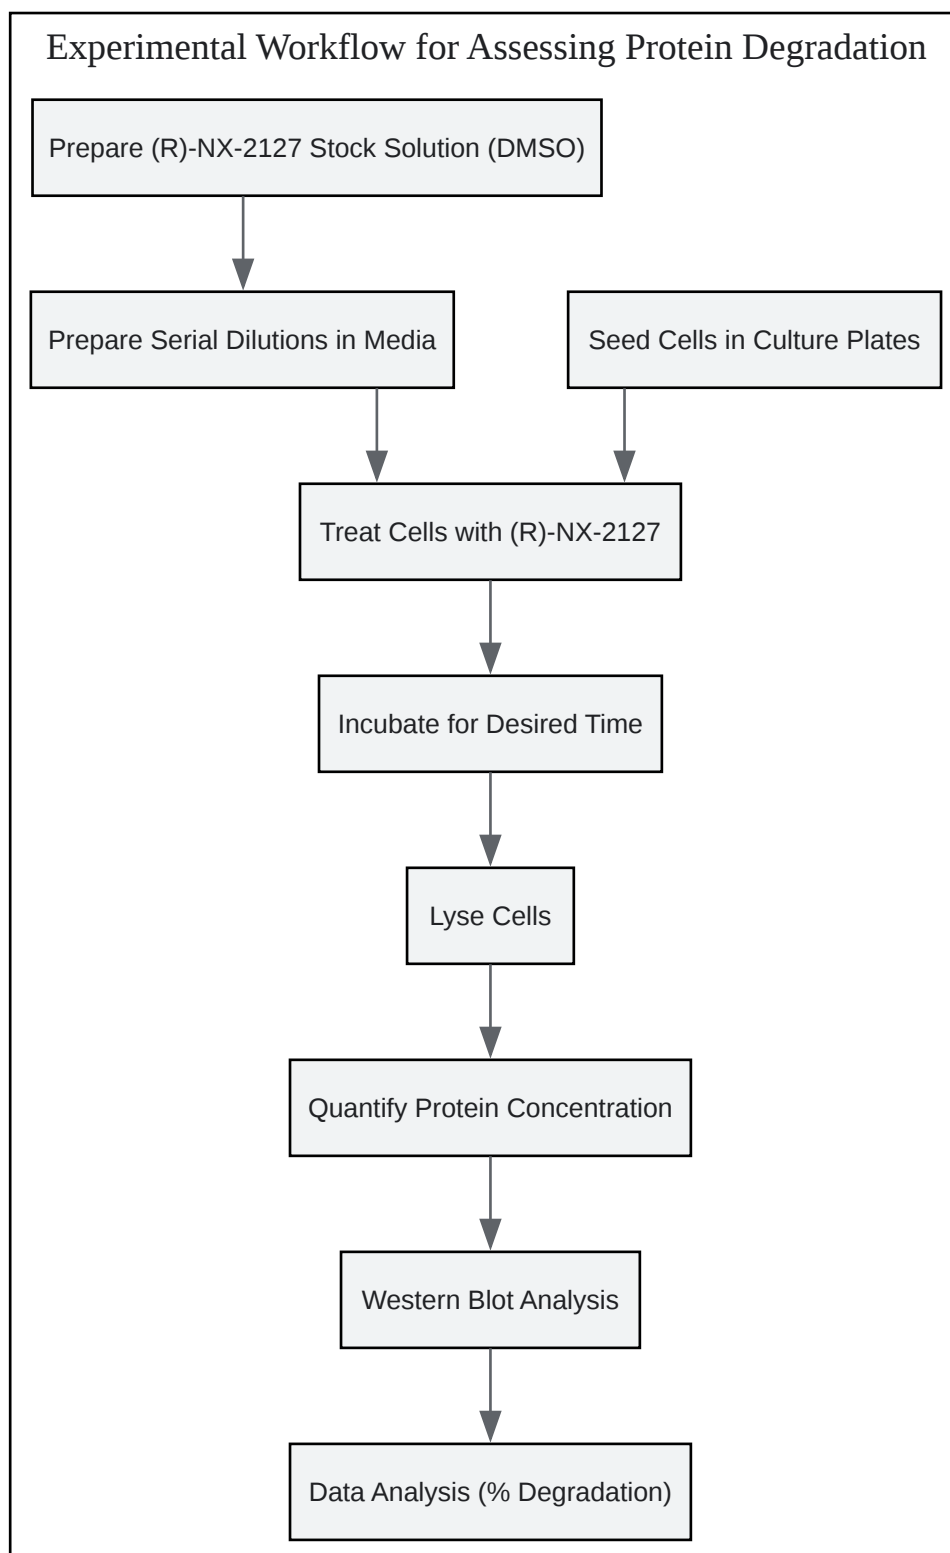 Experimental Workflow for Assessing Protein Degradation
Prepare (R)-NX-2127 Stock Solution (DMSO)
Prepare Serial Dilutions in Media
Seed Cells in Culture Plates
Treat Cells with (R)-NX-2127
Incubate for Desired Time
Lyse Cells
Quantify Protein Concentration
Western Blot Analysis
Data Analysis (% Degradation)